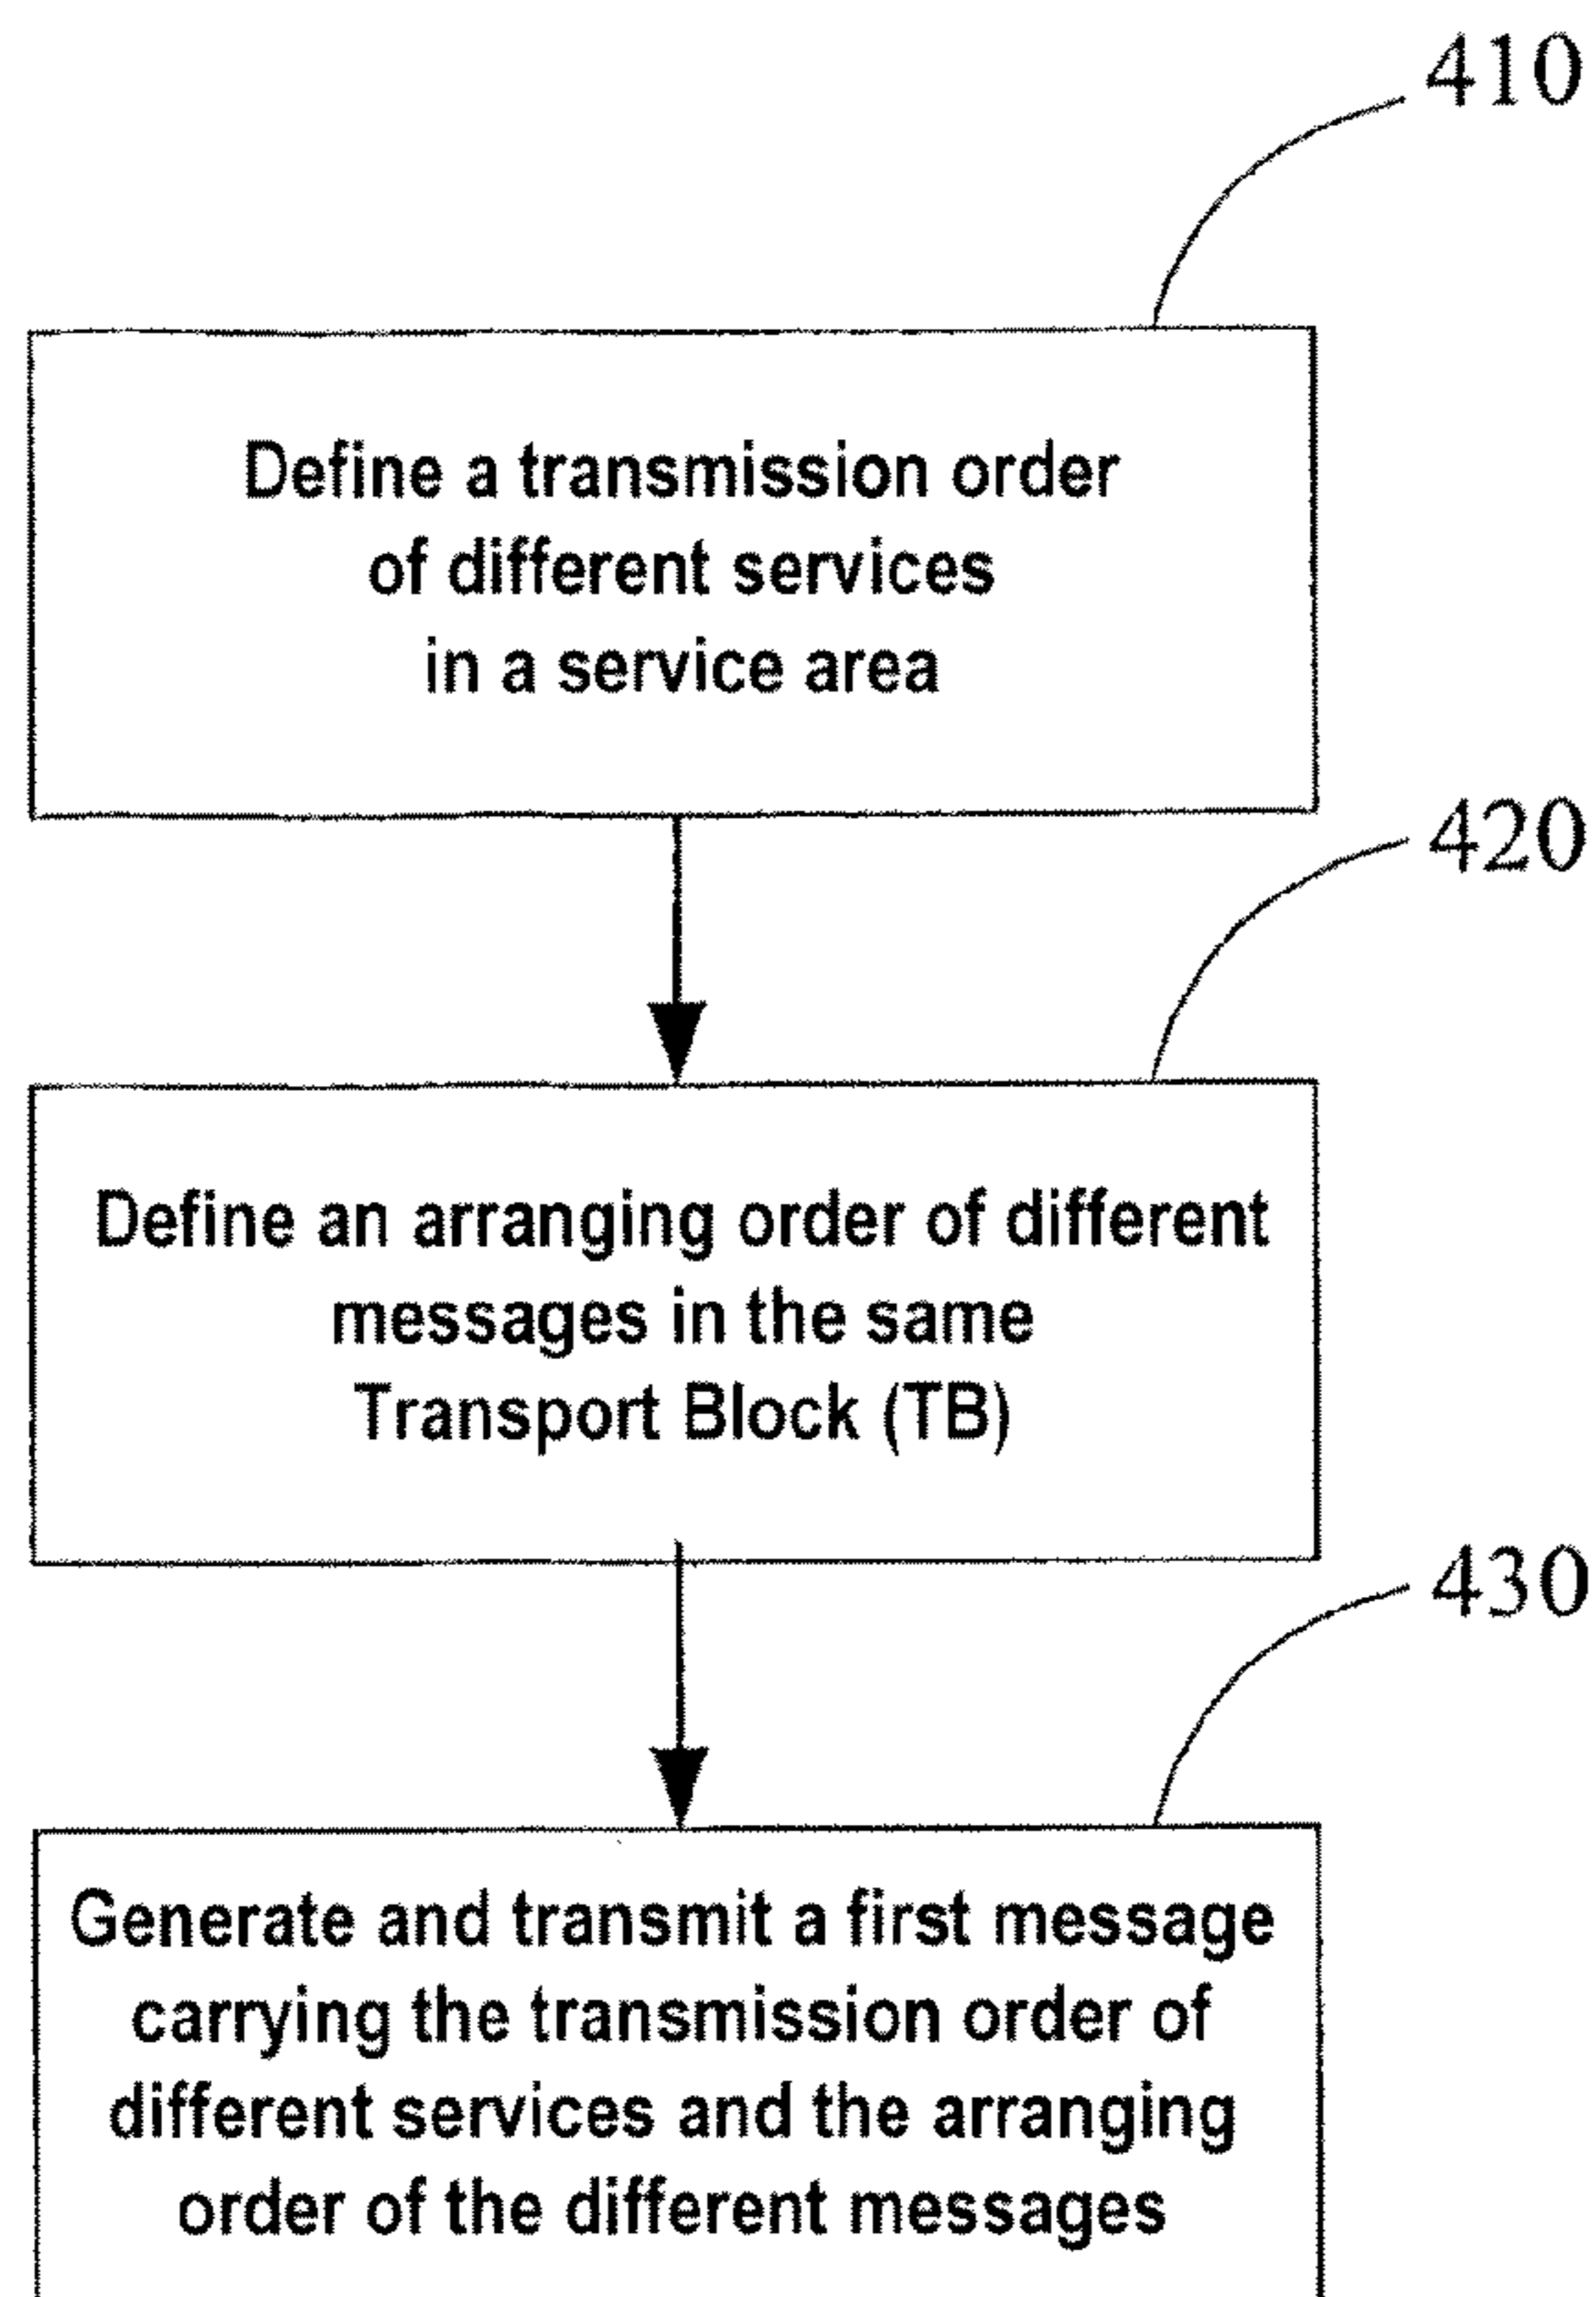 410
Define a transmission order
of different services
in a service area
420
Define an arranging order of different
messages in the same
Transport Block (TB)
430
Generate and transmit a first message
carrying the transmission order of
different services and the arranging
order of the different messages